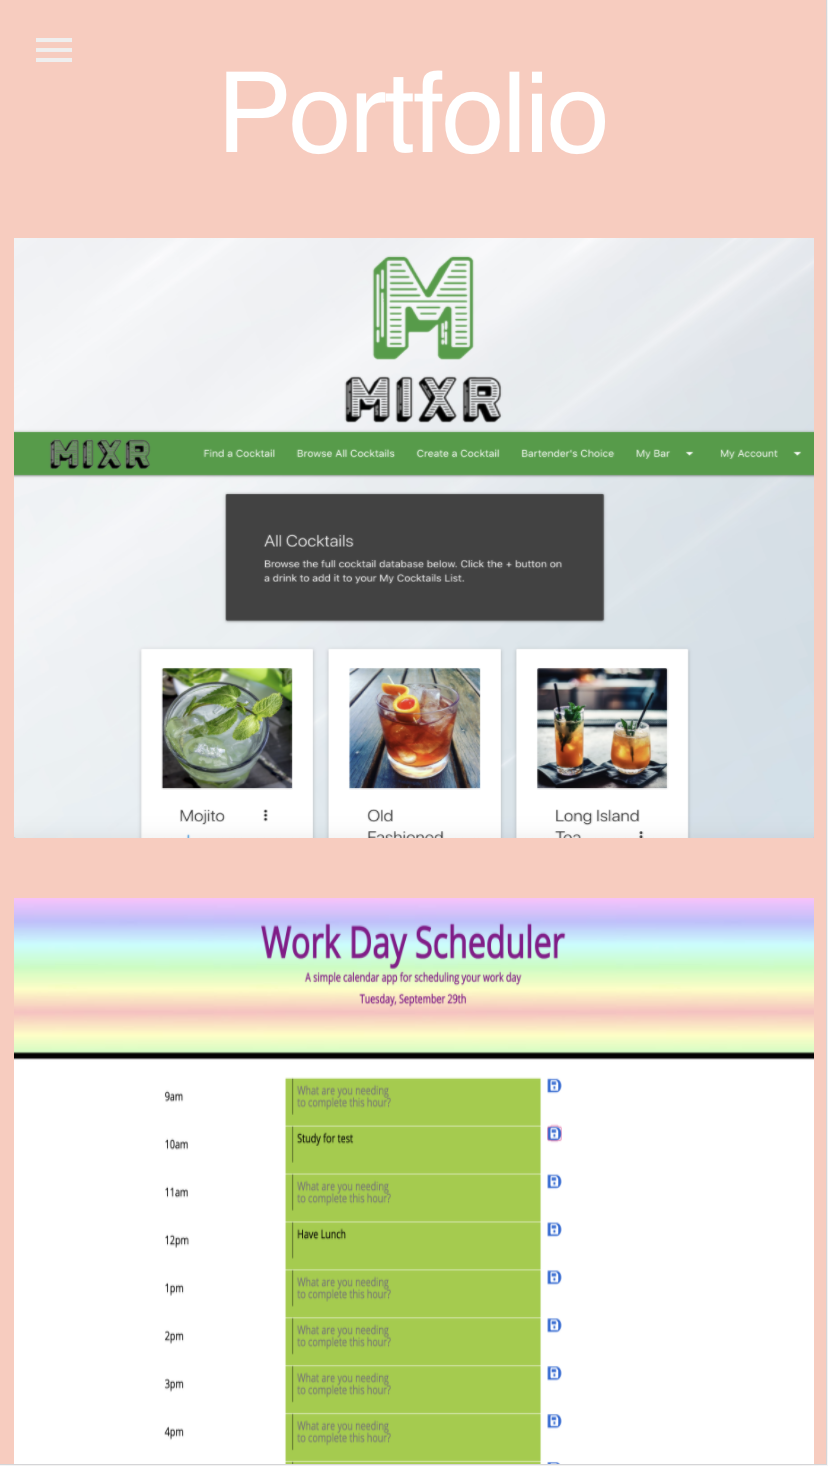 Portfolio
M
MIXR
MIXR Find a Cocktail Browse All Cocktails Create a Cocktail Bartender's Choice My Bar My Account
All Cocktails
Browse the full cocktail database below. Click the + button on
a drink to add it to your My Cocktails List.
Mojito
Old
Fashioned
Long Island
Tea
Work Day Scheduler
A simple calendar app for scheduling your work day
Tuesday, September 29th
9am
What are you needing
to complete this hour?
10am
Study for test
11am
What are you needing
to complete this hour?
12pm
Have Lunch
1pm
What are you needing
to complete this hour?
2pm
What are you needing
to complete this hour?
3pm
What are you needing
to complete this hour?
4pm
What are you needing
to complete this hour?